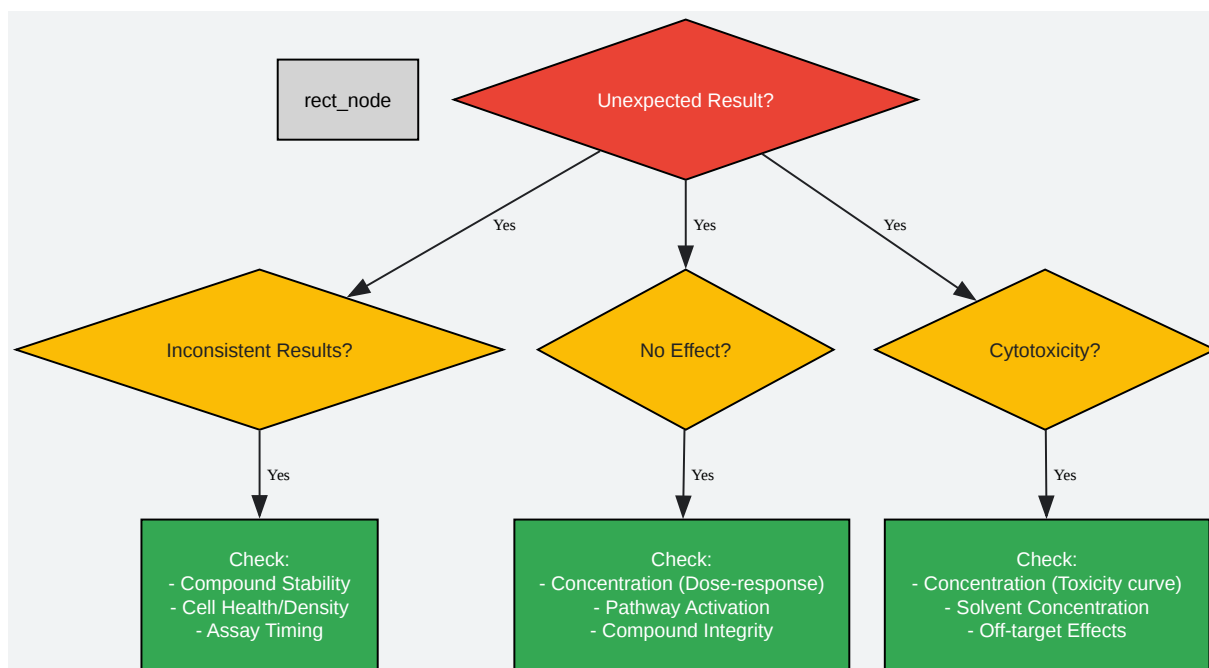 rect_node
Unexpected Result?
Yes
Yes
Yes
Inconsistent Results?
No Effect?
Cytotoxicity?
Yes
Yes
Yes
Check:
- Compound Stability
- Cell Health/Density
- Assay Timing
Check:
- Concentration (Dose-response)
- Pathway Activation
- Compound Integrity
Check:
- Concentration (Toxicity curve)
- Solvent Concentration
- Off-target Effects